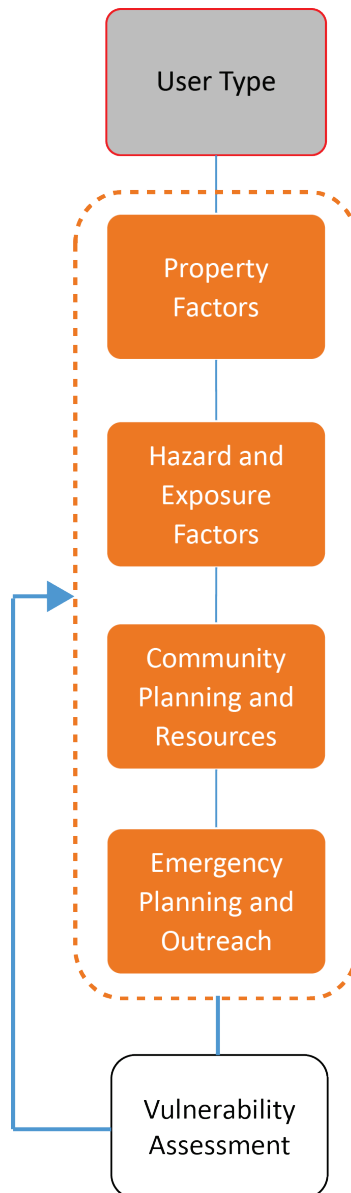 User Type
Property
Factors
Hazard and
Exposure
Factors
Community
Planning and
Resources
Emergency
Planning and
Outreach
Vulnerability
Assessment